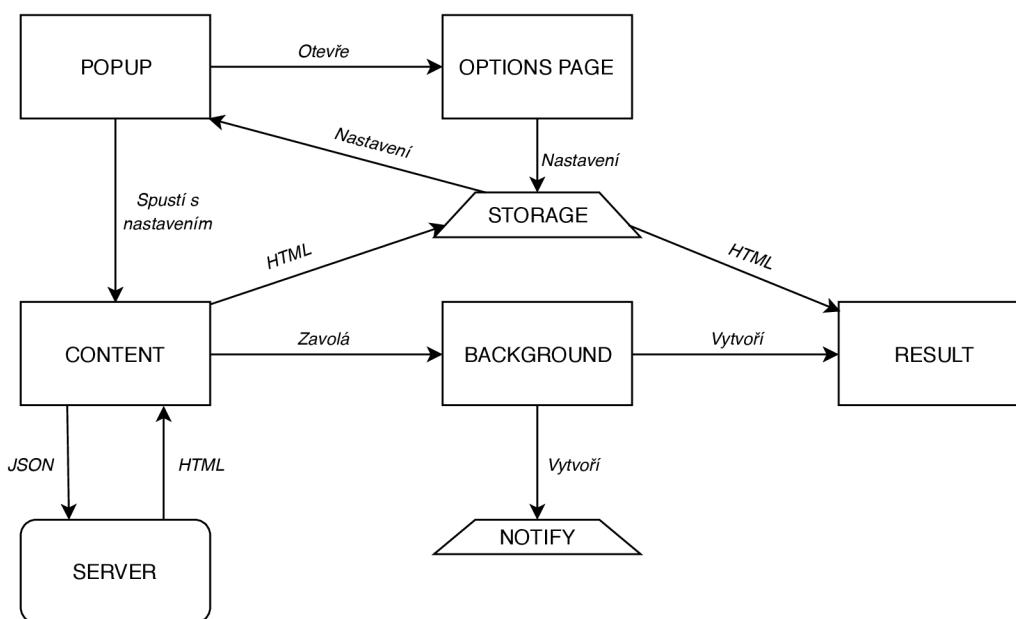 Otevře
POPUP
OPTIONS PAGE
Nastavení
Nastavení
Spustí s
nastavením
STORAGE
HTML
HTML
Zavolá
Vytvoří
CONTENT
BACKGROUND
RESULT
JSON
HTML
Vytvoří
NOTIFY
SERVER